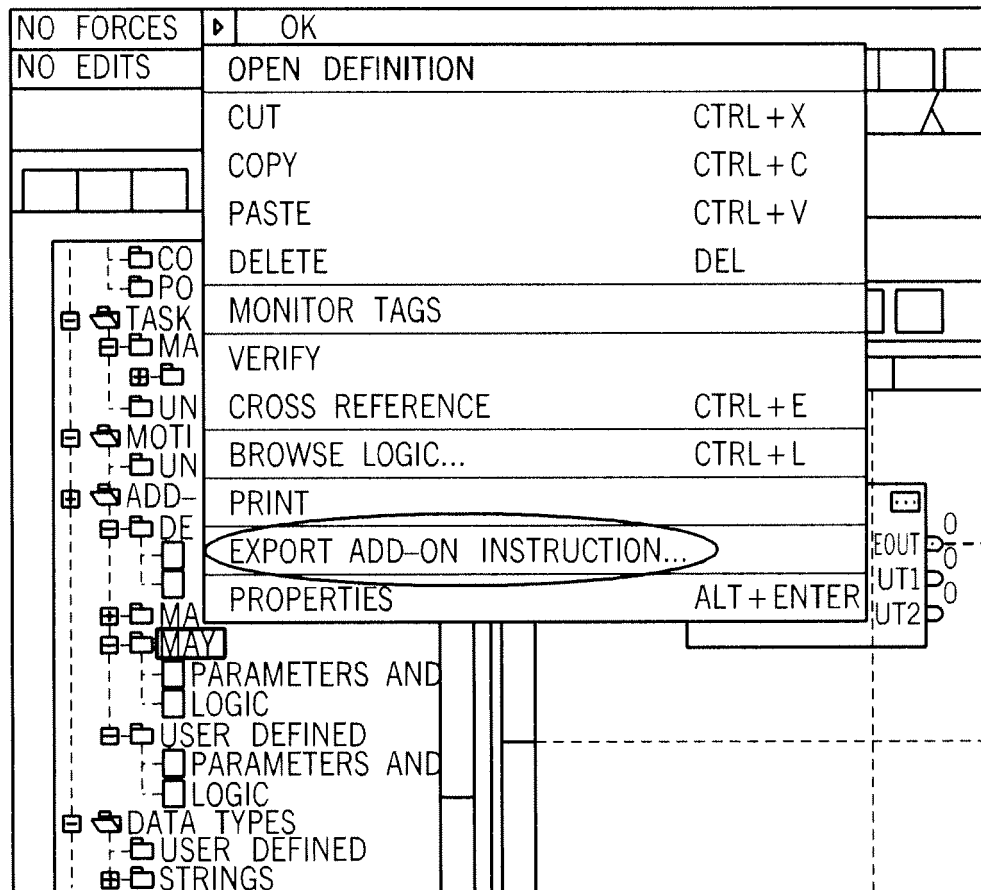 NO FORCES OK
NO EDITS
OPEN DEFINITION
CUT CTRL+X
COPY CTRL+C
PASTE CTRL+V
DELETE DEL
MONITOR TAGS
VERIFY
CROSS REFERENCE CTRL+E
BROWSE LOGIC... CTRL+L
PRINT
EXPORT ADD-ON INSTRUCTION...
PROPERTIES ALT+ENTER
CO
PO
TASK
MA
UN
MOTI
UN
ADD-
DE
MA
MAY
PARAMETERS AND
LOGIC
USER DEFINED
PARAMETERS AND
LOGIC
DATA TYPES
USER DEFINED
STRINGS
...
EOUT 0
UT1 0
UT2 0